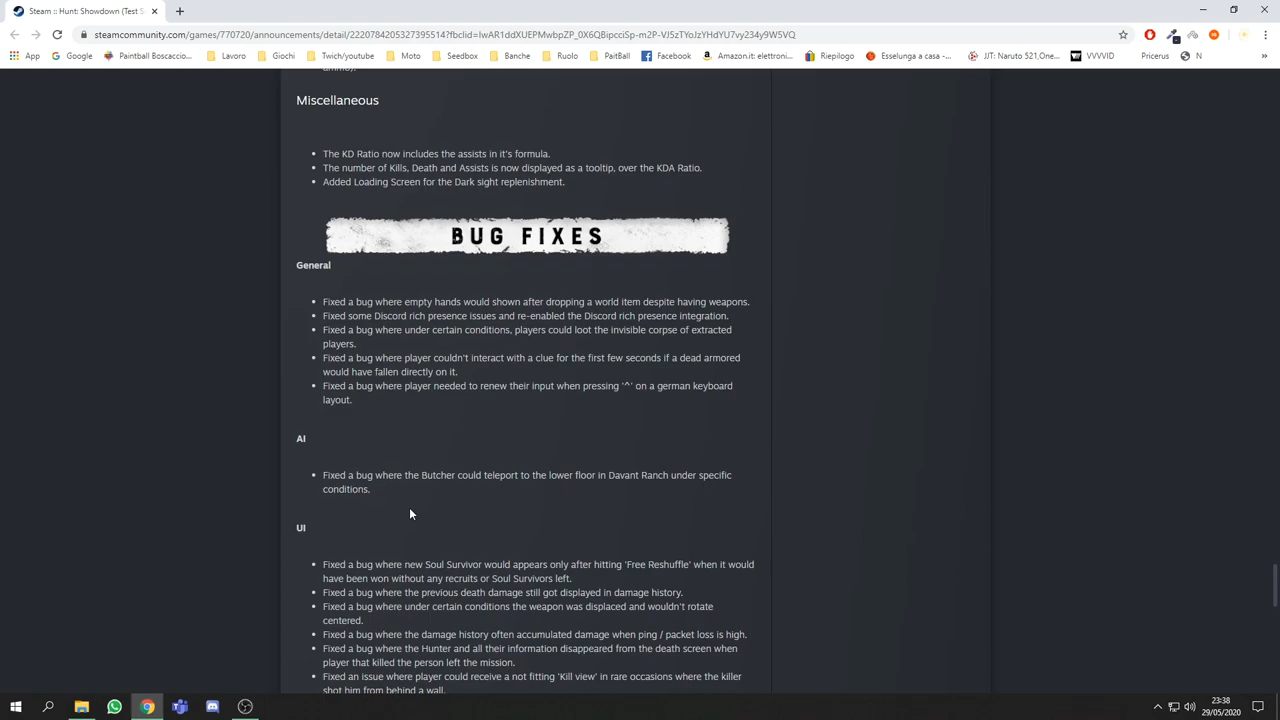 Steam :: Hunt: Showdown (Test S
steamcommunity.com/games/770720/announcements/detail/2220784205327395514?fbclid=IwAR1ddXUEPMwbpZP_0X6QBipcciSp-m2P-VJ5zTYoJzYHdYU7vy234y9W5VQ
App Google Paintball Boscaccio... Lavoro Giochi Twich/youtube Moto Seedbox Banche Ruolo PaitBall Facebook Amazon.it: elettroni... Riepilogo Esselunga a casa -... JJT: Naruto 521,One... VVVVID Pricerus N »
Miscellaneous
The KD Ratio now includes the assists in it's formula.
The number of Kills, Death and Assists is now displayed as a tooltip, over the KDA Ratio.
Added Loading Screen for the Dark sight replenishment.
BUG FIXES
General
Fixed a bug where empty hands would shown after dropping a world item despite having weapons.
Fixed some Discord rich presence issues and re-enabled the Discord rich presence integration.
Fixed a bug where under certain conditions, players could loot the invisible corpse of extracted
players.
Fixed a bug where player couldn't interact with a clue for the first few seconds if a dead armored
would have fallen directly on it.
Fixed a bug where player needed to renew their input when pressing '^' on a german keyboard
layout.
AI
Fixed a bug where the Butcher could teleport to the lower floor in Davant Ranch under specific
conditions.
UI
Fixed a bug where new Soul Survivor would appears only after hitting 'Free Reshuffle' when it would
have been won without any recruits or Soul Survivors left.
Fixed a bug where the previous death damage still got displayed in damage history.
Fixed a bug where under certain conditions the weapon was displaced and wouldn't rotate
centered.
Fixed a bug where the damage history often accumulated damage when ping / packet loss is high.
Fixed a bug where the Hunter and all their information disappeared from the death screen when
player that killed the person left the mission.
Fixed an issue where player could receive a not fitting 'Kill view' in rare occasions where the killer
shot him from behind a wall.
23:38
29/05/2020